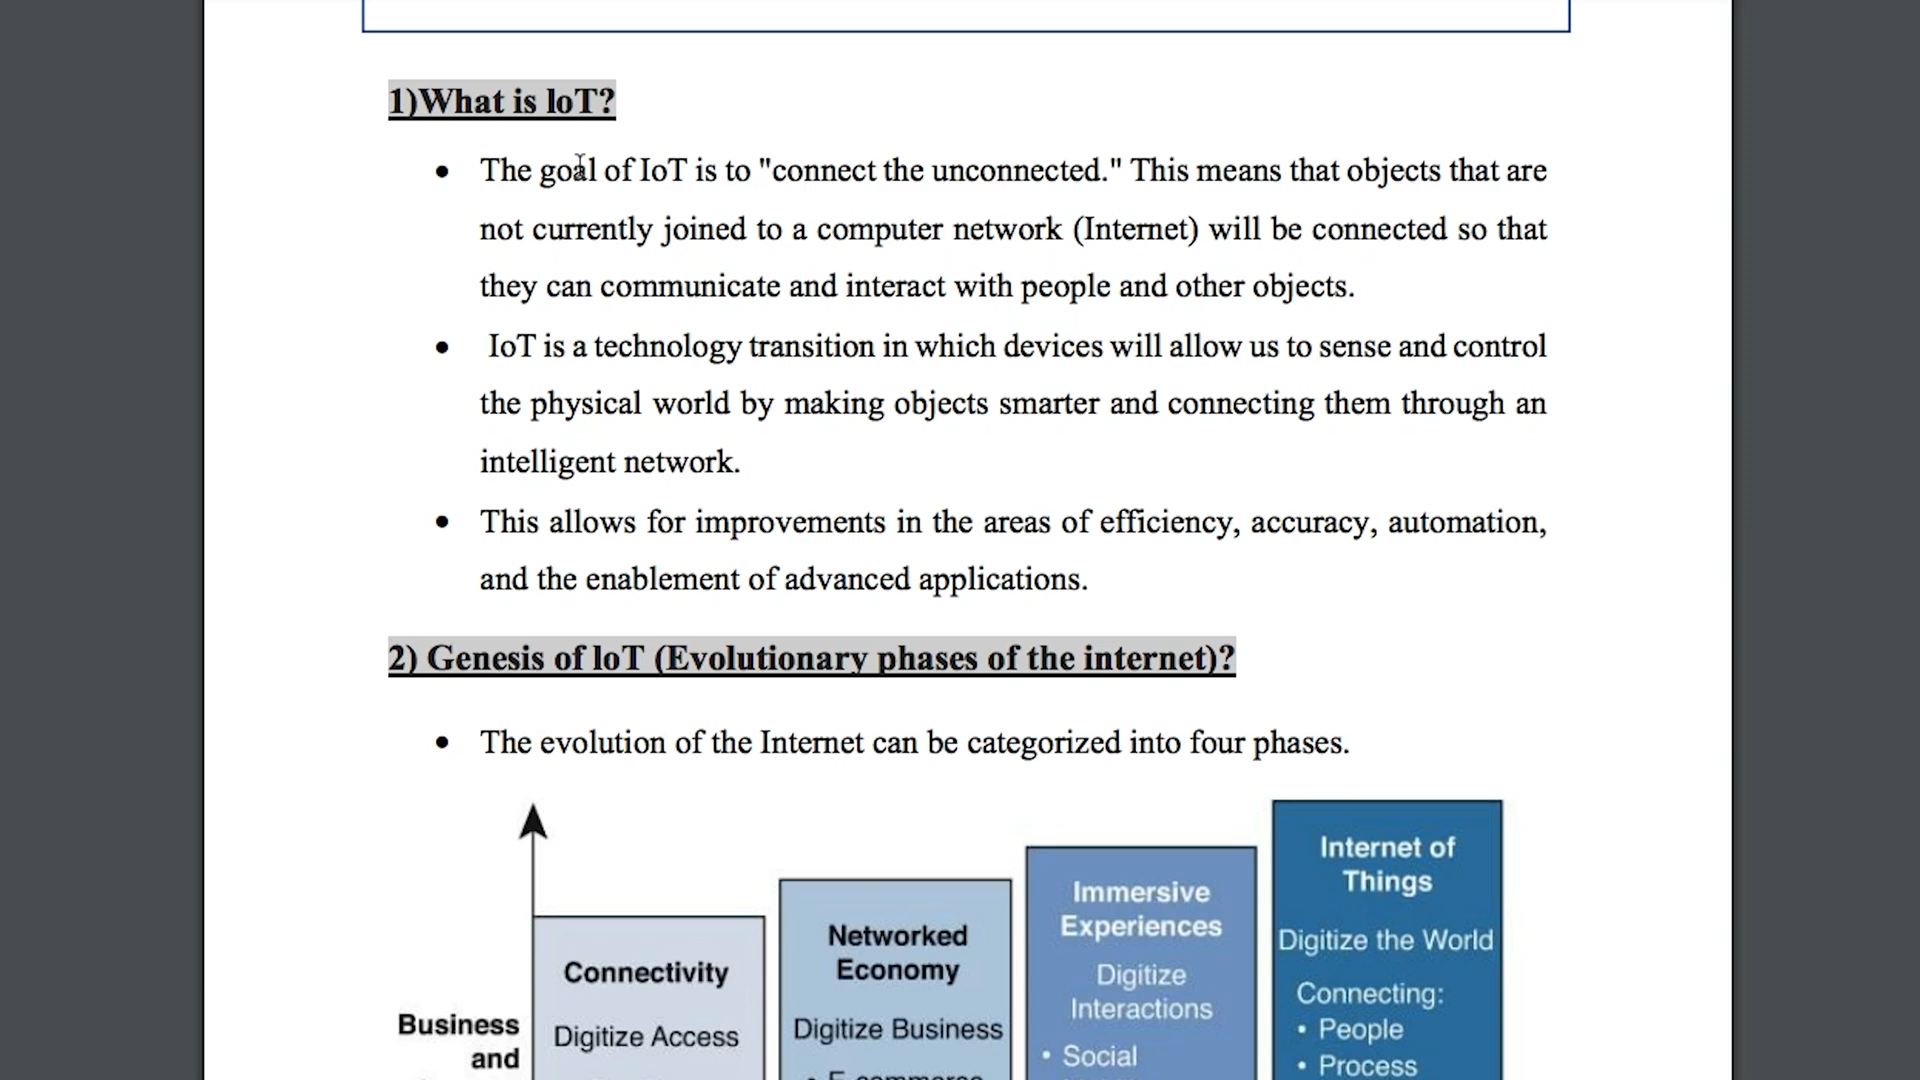 1)What is loT?
• The goal of IoT is to "connect the unconnected." This means that objects that are
not currently joined to a computer network (Internet) will be connected so that
they can communicate and interact with people and other objects.
• IoT is a technology transition in which devices will allow us to sense and control
the physical world by making objects smarter and connecting them through an
intelligent network.
• This allows for improvements in the areas of efficiency, accuracy, automation,
and the enablement of advanced applications.
2) Genesis of loT (Evolutionary phases of the internet)?
• The evolution of the Internet can be categorized into four phases.
Business
and
Connectivity
Digitize Access
Networked
Economy
Digitize Business
• E-commerce
Immersive
Experiences
Digitize
Interactions
• Social
Internet of
Things
Digitize the World
Connecting:
• People
• Process